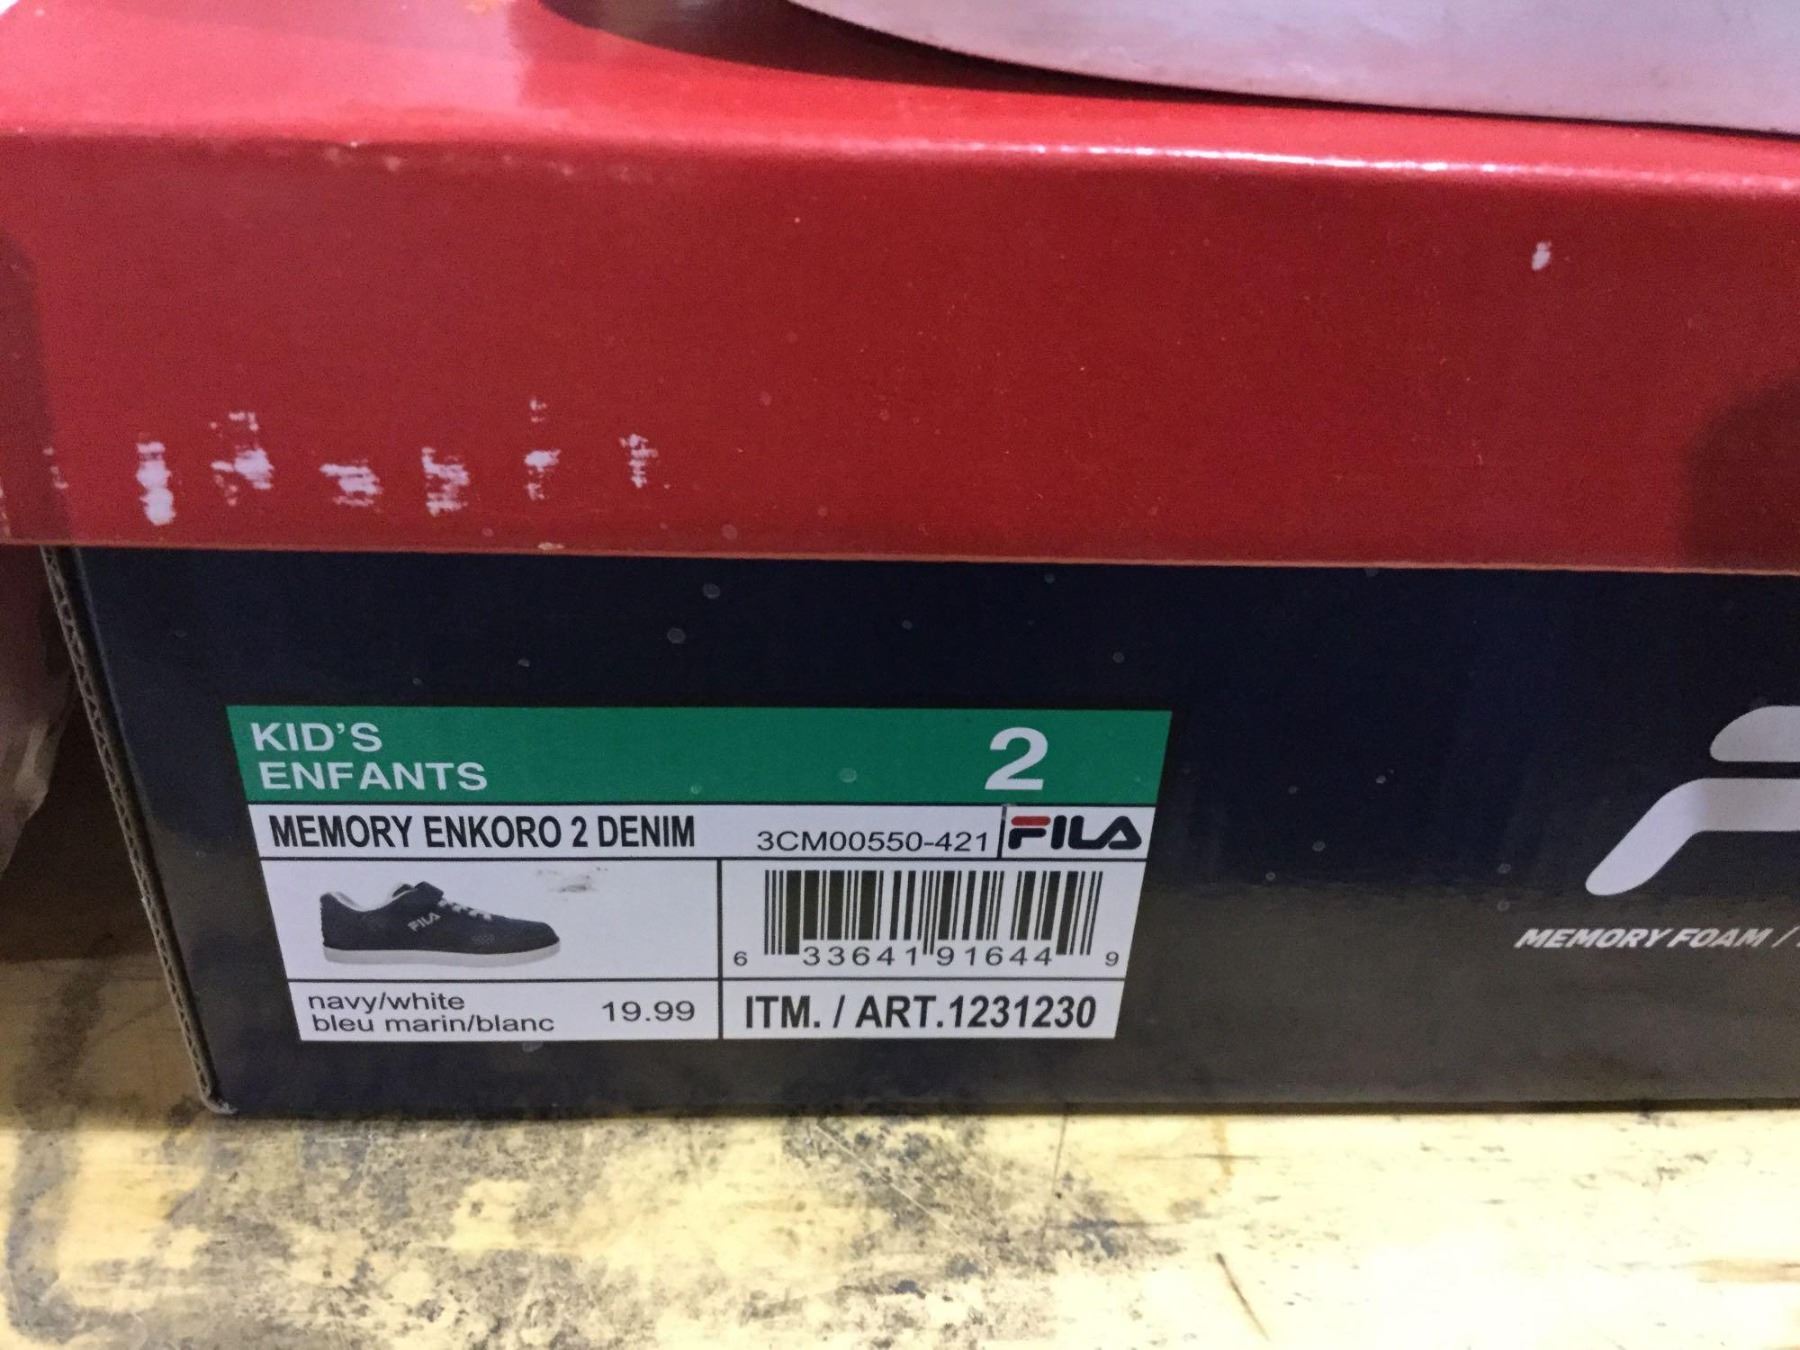 KID'S
ENFANTS
2
MEMORY ENKORO 2 DENIM
3CM00550-421
FILA
FILA
6 33641 91644 9
navy/white
bleu marin/blanc
19.99
ITM. / ART.1231230
MEMORY FOAM /